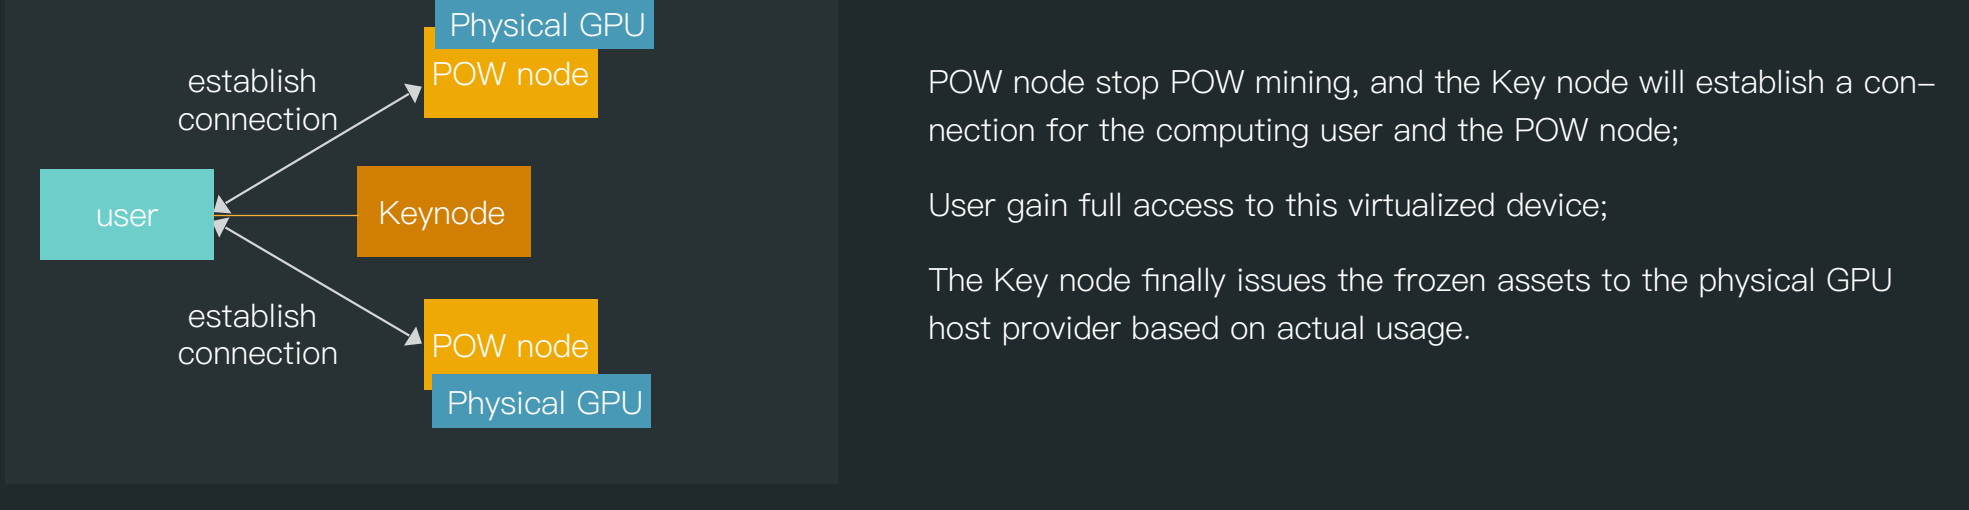 Physical GPU
POW node
establish
connection
user
Keynode
establish
connection
POW node
Physical GPU
POW node stop POW mining, and the Key node will establish a con-
nection for the computing user and the POW node;
User gain full access to this virtualized device;
The Key node finally issues the frozen assets to the physical GPU
host provider based on actual usage.